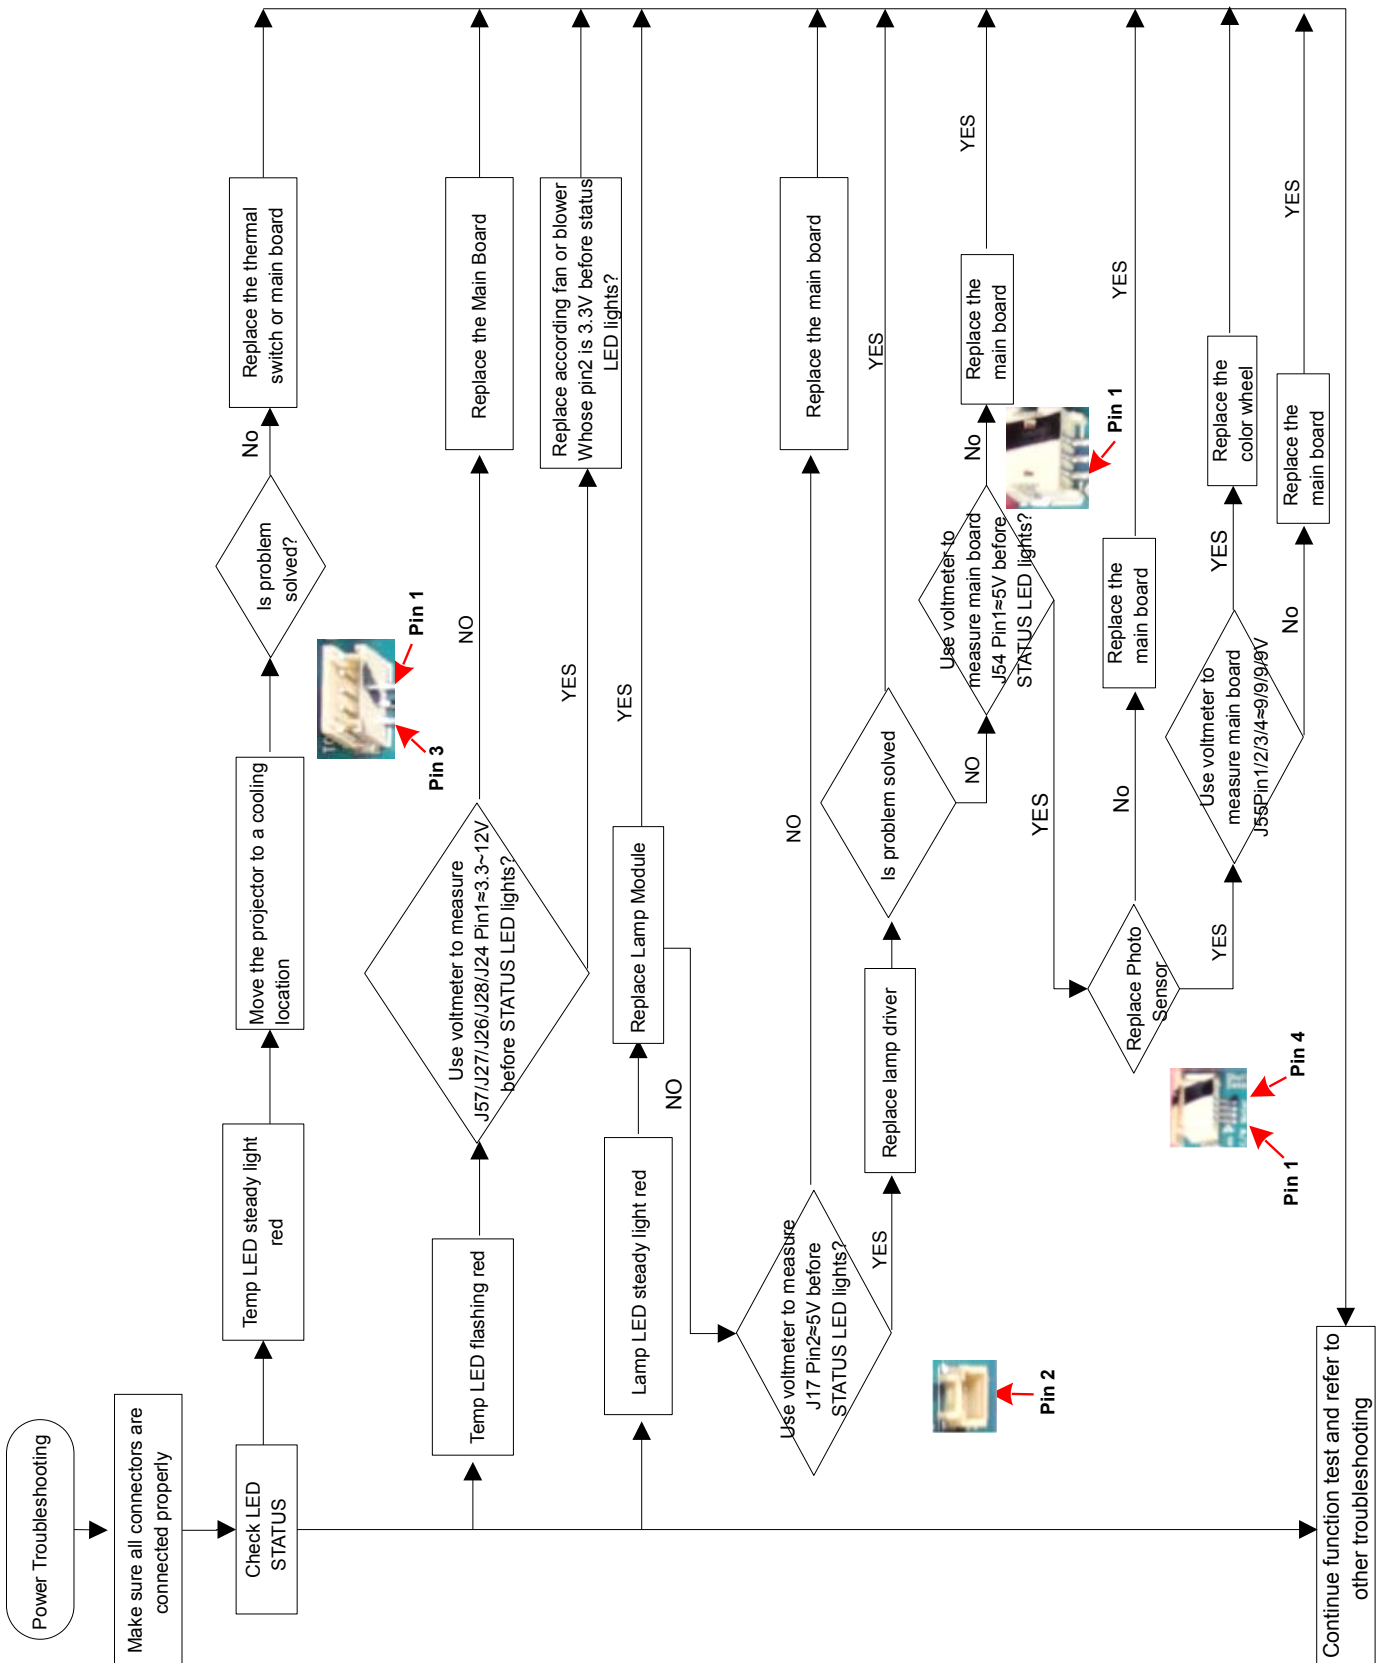 Power Troubleshooting
Make sure all connectors are
connected properly
Check LED
STATUS
Temp LED steady light
red
Move the projector to a cooling
location
Is problem
solved?
No
Replace the thermal
switch or main board
Pin 3
Pin 1
Temp LED flashing red
Use voltmeter to measure
J57/J27/J26/J28/J24 Pin1≈3.3~12V
before STATUS LED lights?
NO
Replace the Main Board
YES
Replace according fan or blower
Whose pin2 is 3.3V before status
LED lights?
Lamp LED steady light red
Replace Lamp Module
YES
NO
Use voltmeter to measure
J17 Pin2≈5V before
STATUS LED lights?
NO
Replace the main board
YES
Replace lamp driver
Is problem solved
YES
NO
Pin 2
Use voltmeter to
measure main board
J54 Pin1≈5V before
STATUS LED lights?
No
Replace the
main board
YES
Pin 1
YES
Replace Photo
Sensor
No
Replace the
main board
YES
YES
Pin 1
Pin 4
Use voltmeter to
measure main board
J55Pin1/2/3/4≈9/9/9/9V
YES
Replace the
color wheel
No
Replace the
main board
YES
Continue function test and refer to
other troubleshooting